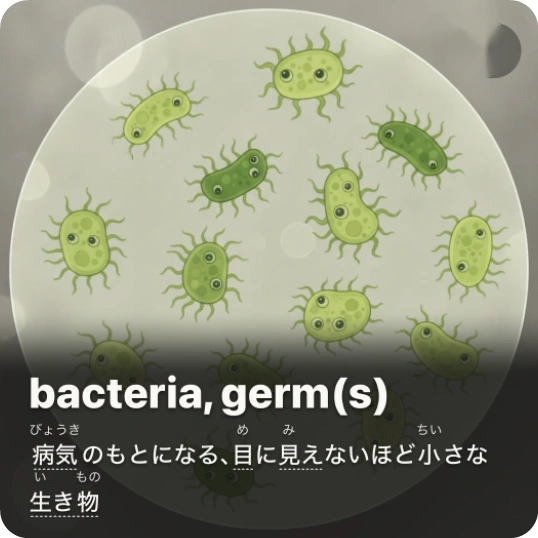 bacteria, germ(s)
びょうき め み ちい
病気のもとになる、目に見えないほど小さな
い もの
生き物